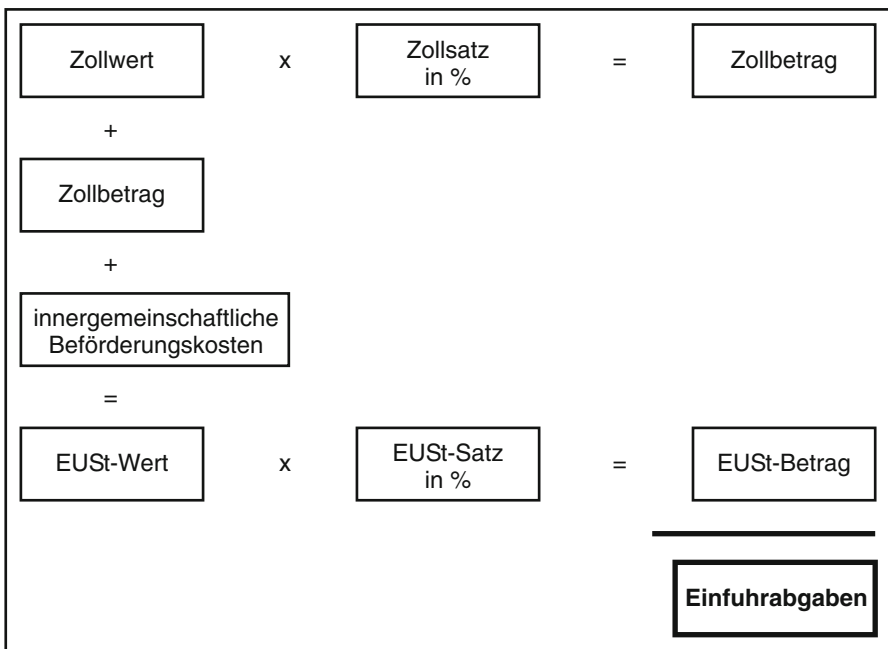 Zollwert x Zollsatz in % = Zollbetrag
+
Zollbetrag
+
innergemeinschaftliche
Beförderungskosten
=
EUSt-Wert x EUSt-Satz in % = EUSt-Betrag
Einfuhrabgaben